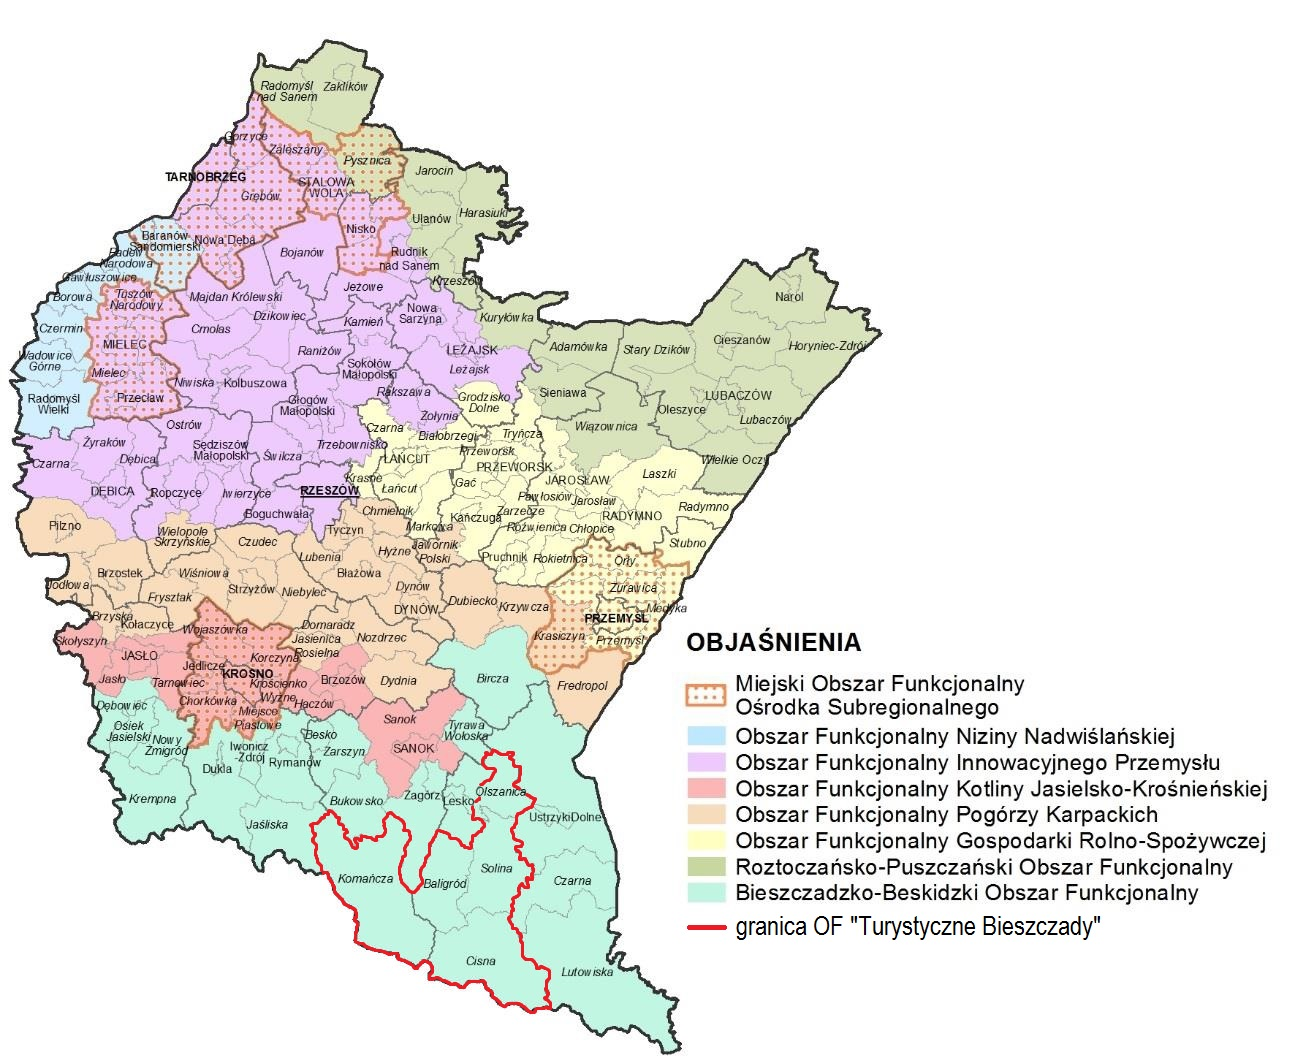 Radomyśl
nad Sanem
Zaklików
Gorzyce
Zaleszany
Pysznica
Jarocin
TARNOBRZEG
STALOWA
WOLA
Grębów
Ulanów
Harasiuki
Nisko
Baranów
Sandomierski
Nowa Dęba
Bojanów
Rudnik
nad Sanem
Padew
Narodowa
Gawłuszowice
Krzeszów
Jeżowe
Borowa
Tuszów
Narodowy
Majdan Królewski
Dzikowiec
Nowa
Sarzyna
Kamień
Kuryłówka
Narol
Czermin
Cmolas
MIELEC
Raniżów
LEŻAJSK
Leżajsk
Adamówka
Stary Dzików
Cieszanów
Horyniec-Zdrój
Wadowice
Górne
Mielec
Niwiska
Kolbuszowa
Sokołów
Małopolski
Rakszawa
Grodzisko
Dolne
Sieniawa
Radomyśl
Wielki
Przecław
Głogów
Małopolski
Żołynia
Oleszyce
LUBACZÓW
Lubaczów
Ostrów
Czarna
Białobrzegi
Tryńcza
Wiązownica
Żyraków
Sędziszów
Małopolski
Świlcza
Trzebownisko
ŁAŃCUT
Przeworsk
PRZEWORSK
Wielkie Oczy
Czarna
Dębica
Krasne
Łańcut
Gać
JAROSŁAW
Laszki
DĘBICA
Ropczyce
Iwierzyce
RZESZÓW
Pawłosiów
Jarosław
Boguchwała
Chmielnik
Markowa
Kańczuga
Zarzecze
RADYMNO
Radymno
Pilzno
Wielopole
Skrzyńskie
Czudec
Tyczyn
Roźwienica
Chłopice
Stubno
Lubenia
Hyżne
Jawornik
Polski
Pruchnik
Rokietnica
Orły
Jodłowa
Brzostek
Wiśniowa
Błażowa
Dynów
Żurawica
Frysztak
Strzyżów
Niebylec
DYNÓW
Dubiecko
Krzywcza
Medyka
Brzyska
Kołaczyce
Wojaszówka
Domaradz
PRZEMYŚL
Skołyszyn
Jasienica
Rosielna
Nozdrzec
Krasiczyn
Przemyśl
JASŁO
Jedlicze
Korczyna
KROSNO
Jasło
Tarnowiec
Krościenko
Wyżne
Brzozów
Dydnia
Bircza
Fredropol
Chorkówka
Haczów
Miejsce
Piastowe
Dębowiec
Osiek
Jasielski
Nowy
Żmigród
Sanok
Tyrawa
Wołoska
Besko
SANOK
Iwonicz
-Zdrój
Zarszyn
Dukla
Rymanów
Krempna
Bukowsko
Zagórz
Lesko
Olszanica
Jaśliska
Ustrzyki Dolne
Komańcza
Baligród
Solina
Czarna
Cisna
Lutowiska
OBJAŚNIENIA
Miejski Obszar Funkcjonalny
Ośrodka Subregionalnego
Obszar Funkcjonalny Niziny Nadwiślańskiej
Obszar Funkcjonalny Innowacyjnego Przemysłu
Obszar Funkcjonalny Kotliny Jasielsko-Krośnieńskiej
Obszar Funkcjonalny Pogórzy Karpackich
Obszar Funkcjonalny Gospodarki Rolno-Spożywczej
Roztoczańsko-Puszczański Obszar Funkcjonalny
Bieszczadzko-Beskidzki Obszar Funkcjonalny
granica OF "Turystyczne Bieszczady"